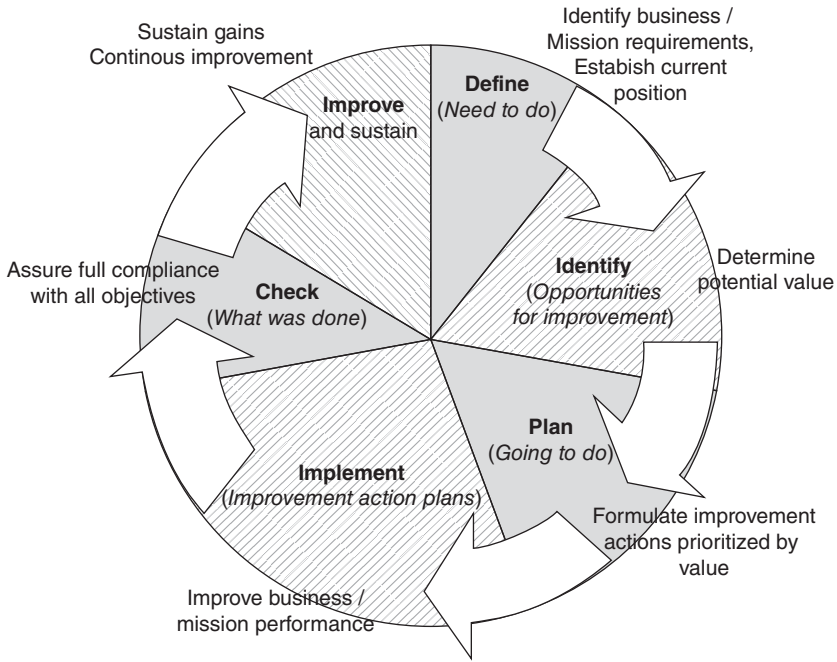 Sustain gains
Continous improvement
Identify business /
Mission requirements,
Estabish current
position
Define
(Need to do)
Improve
and sustain
Identify
(Opportunities
for improvement)
Determine
potential value
Assure full compliance
with all objectives
Check
(What was done)
Plan
(Going to do)
Implement
(Improvement action plans)
Formulate improvement
actions prioritized by
value
Improve business /
mission performance